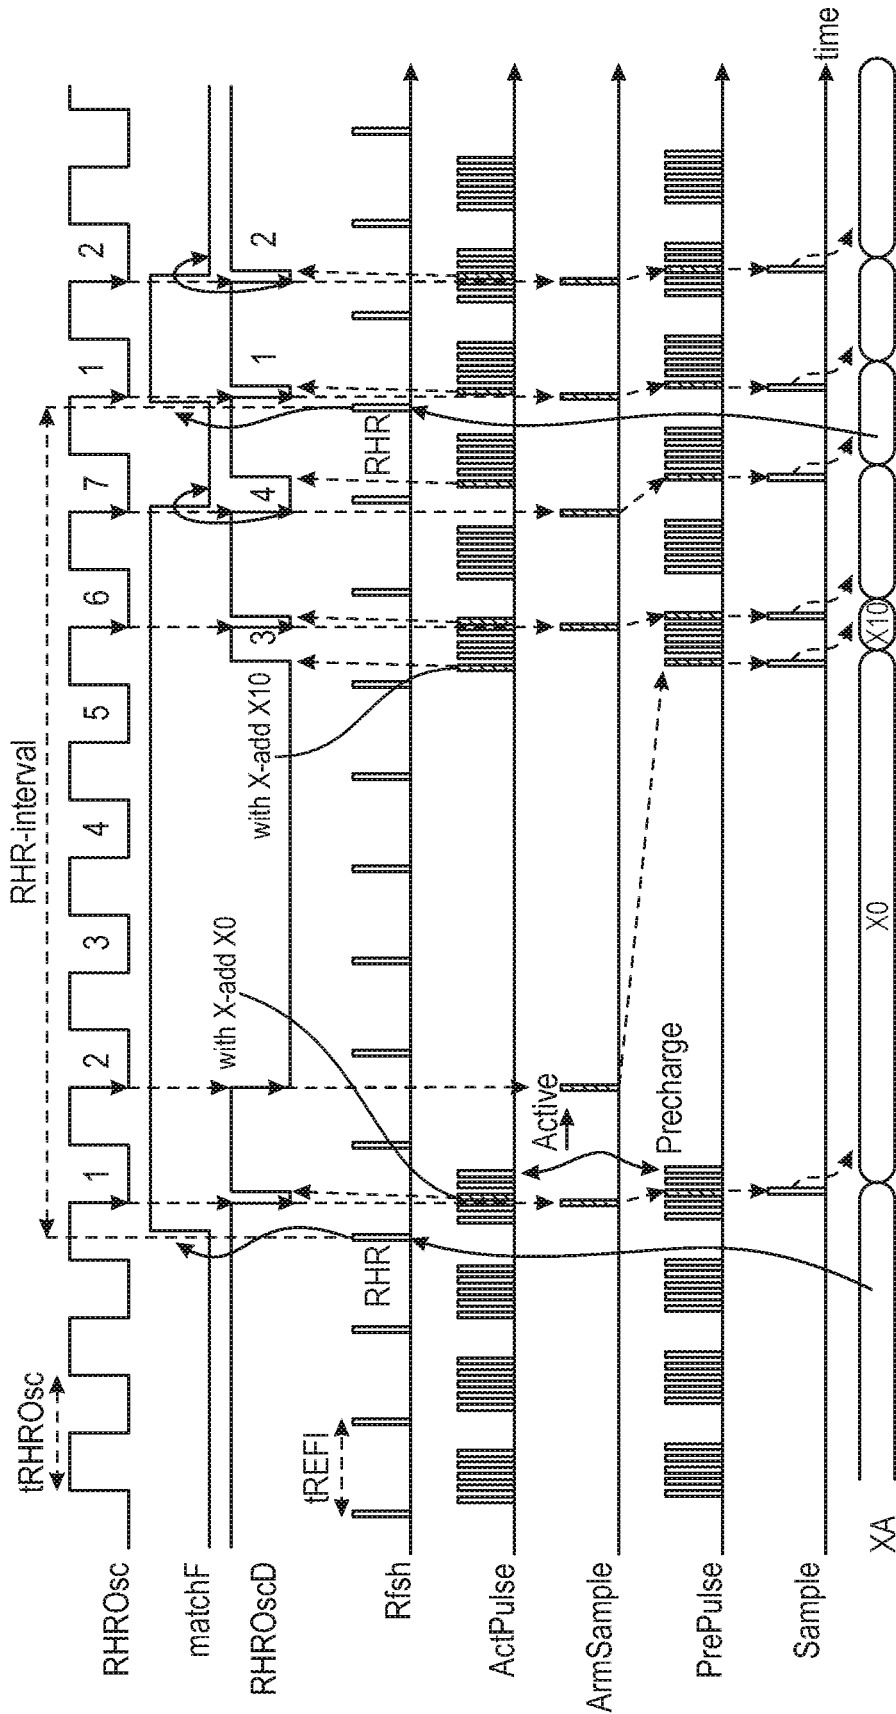 RHR-interval
tRHROsc
RHROsc
1 2 3 4 5 6 7 1 2
matchF
RHROscD
3 4 1 2
with X-add X0
with X-add X10
tREFI
Rfsh
RHR
RHR
ActPulse
Active
ArmSample
Precharge
PrePulse
Sample
time
XA
X0
X10